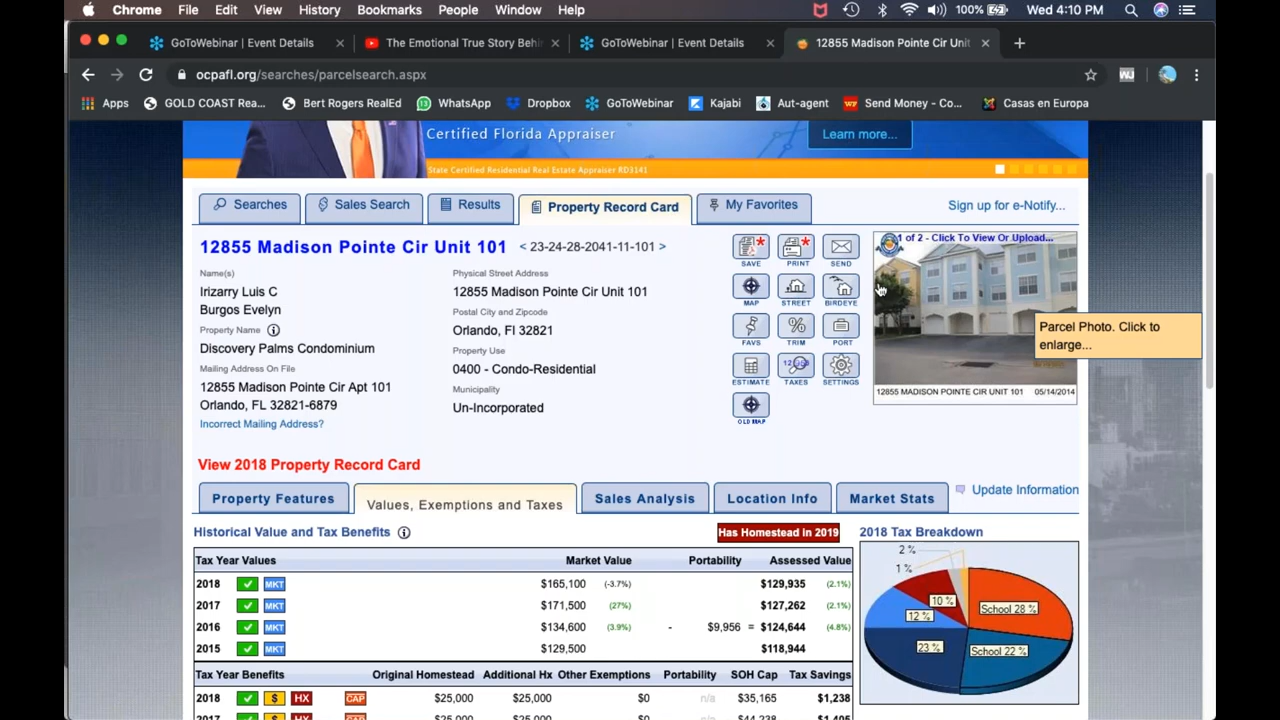 Chrome File Edit View History Bookmarks People Window Help 100% Wed 4:10 PM
GoToWebinar | Event Details The Emotional True Story Behi GoToWebinar | Event Details 12855 Madison Pointe Cir Unit
ocpafl.org/searches/parcelsearch.aspx
Apps GOLD COAST Rea... Bert Rogers RealEd WhatsApp Dropbox GoToWebinar Kajabi Aut-agent Send Money - Co... Casas en Europa
Certified Florida Appraiser Learn more...
State Certified Residential Real Estate Appraiser RD3141
Searches Sales Search Results Property Record Card My Favorites Sign up for e-Notify...
12855 Madison Pointe Cir Unit 101 < 23-24-28-2041-11-101 >
Name(s)
Irizarry Luis C
Burgos Evelyn
Property Name
Discovery Palms Condominium
Mailing Address On File
12855 Madison Pointe Cir Apt 101
Orlando, FL 32821-6879
Incorrect Mailing Address?
Physical Street Address
12855 Madison Pointe Cir Unit 101
Postal City and Zipcode
Orlando, Fl 32821
Property Use
0400 - Condo-Residential
Municipality
Un-Incorporated
SAVE PRINT SEND
MAP STREET BIRDEYE
FAVS TRIM PORT
ESTIMATE TAXES SETTINGS
OLD MAP
1 of 2 - Click To View Or Upload...
Parcel Photo. Click to
enlarge...
12855 MADISON POINTE CIR UNIT 101 05/14/2014
View 2018 Property Record Card
Property Features Values, Exemptions and Taxes Sales Analysis Location Info Market Stats Update Information
Historical Value and Tax Benefits Has Homestead in 2019 2018 Tax Breakdown
Tax Year Values Market Value Portability Assessed Value
2018 MKT $165,100 (-3.7%) $129,935 (2.1%)
2017 MKT $171,500 (27%) $127,262 (2.1%)
2016 MKT $134,600 (3.9%) - $9,956 = $124,644 (4.8%)
2015 MKT $129,500 $118,944
Tax Year Benefits Original Homestead Additional Hx Other Exemptions Portability SOH Cap Tax Savings
2018 $ HX CAP $25,000 $25,000 $0 n/a $35,165 $1,238
2 %
1 %
10 %
12 %
23 %
School 28 %
School 22 %